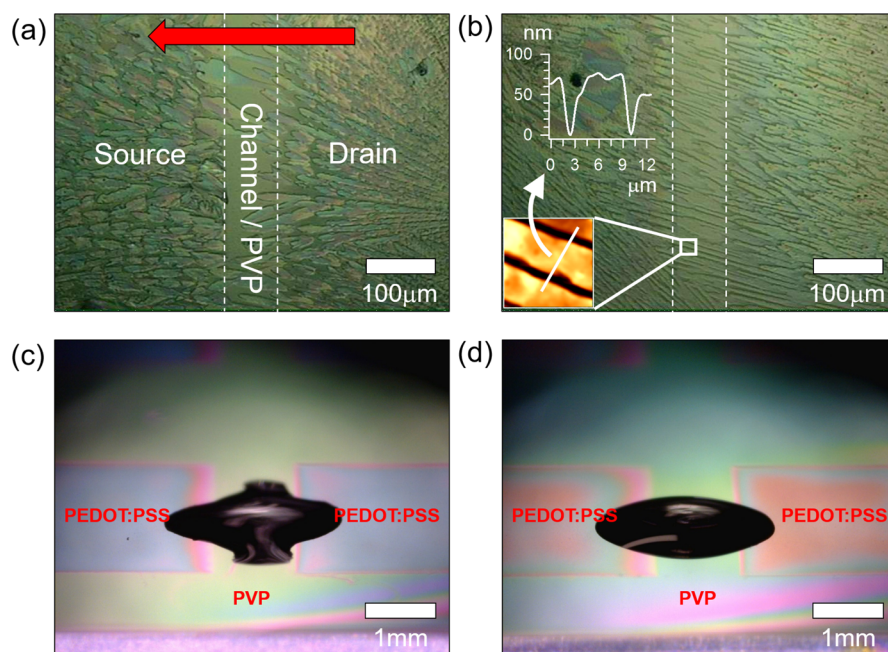 (a)
Source
Channel / PVP
Drain
100μm
(b)
nm
100
50
0
0 3 6 9 12
μm
100μm
(c)
PEDOT:PSS
PEDOT:PSS
PVP
1mm
(d)
PEDOT:PSS
PEDOT:PSS
PVP
1mm